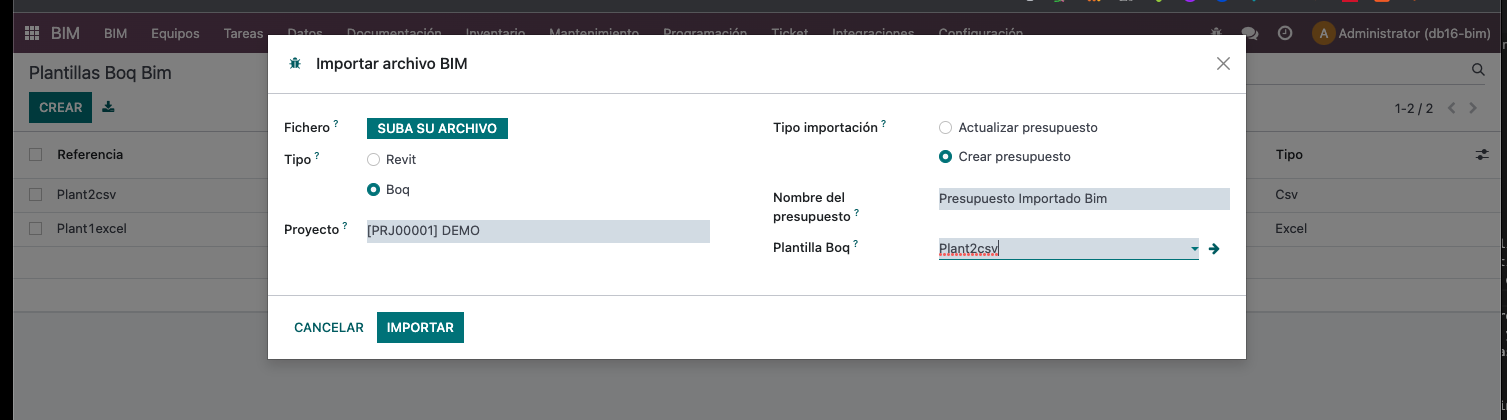 BIM BIM Equipos Tareas Datos Documentación Inventario Mantenimiento Programación Ticket Integraciones Configuración A Administrator (db16-bim)
Plantillas Boq Bim
CREAR
1-2 / 2
Referencia Tipo
Plant2csv Csv
Plant1excel Excel
Importar archivo BIM
Fichero ? SUBA SU ARCHIVO
Tipo ? Revit
Boq
Proyecto ? [PRJ00001] DEMO
Tipo importación ? Actualizar presupuesto
Crear presupuesto
Nombre del
presupuesto ? Presupuesto Importado Bim
Plantilla Boq ? Plant2csv
CANCELAR IMPORTAR